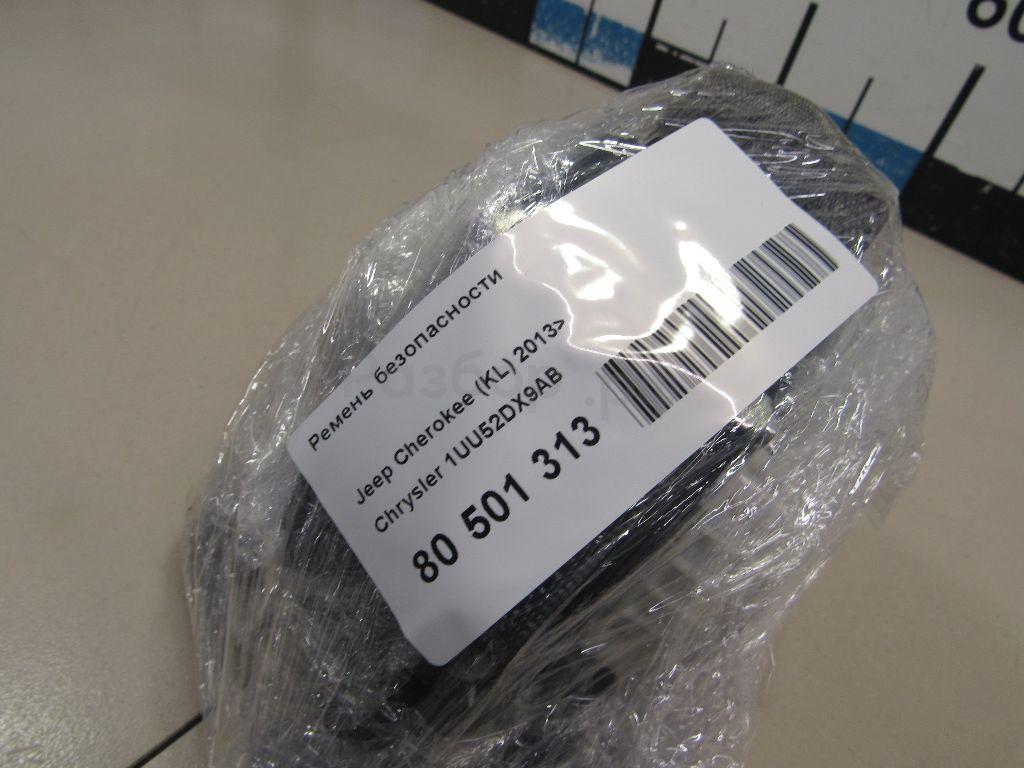 Ремень безопасности
Jeep Cherokee (KL) 2013>
Chrysler 1UU52DX9AB
80 501 313